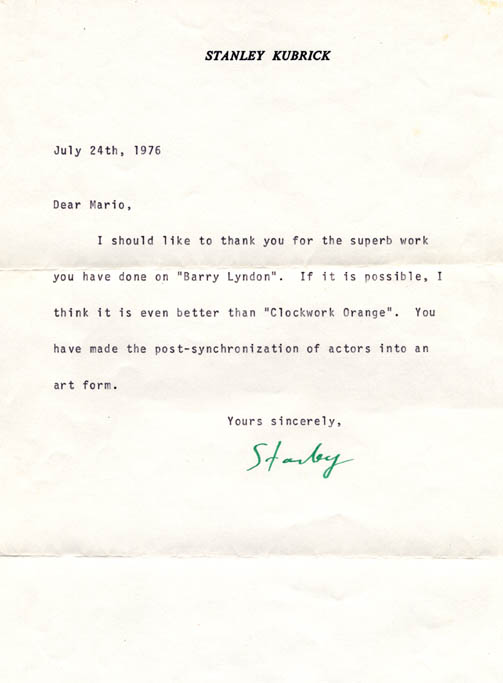 STANLEY KUBRICK
July 24th, 1976
Dear Mario,
I should like to thank you for the superb work
you have done on "Barry Lyndon". If it is possible, I
think it is even better than "Clockwork Orange". You
have made the post-synchronization of actors into an
art form.
Yours sincerely,
Stanley